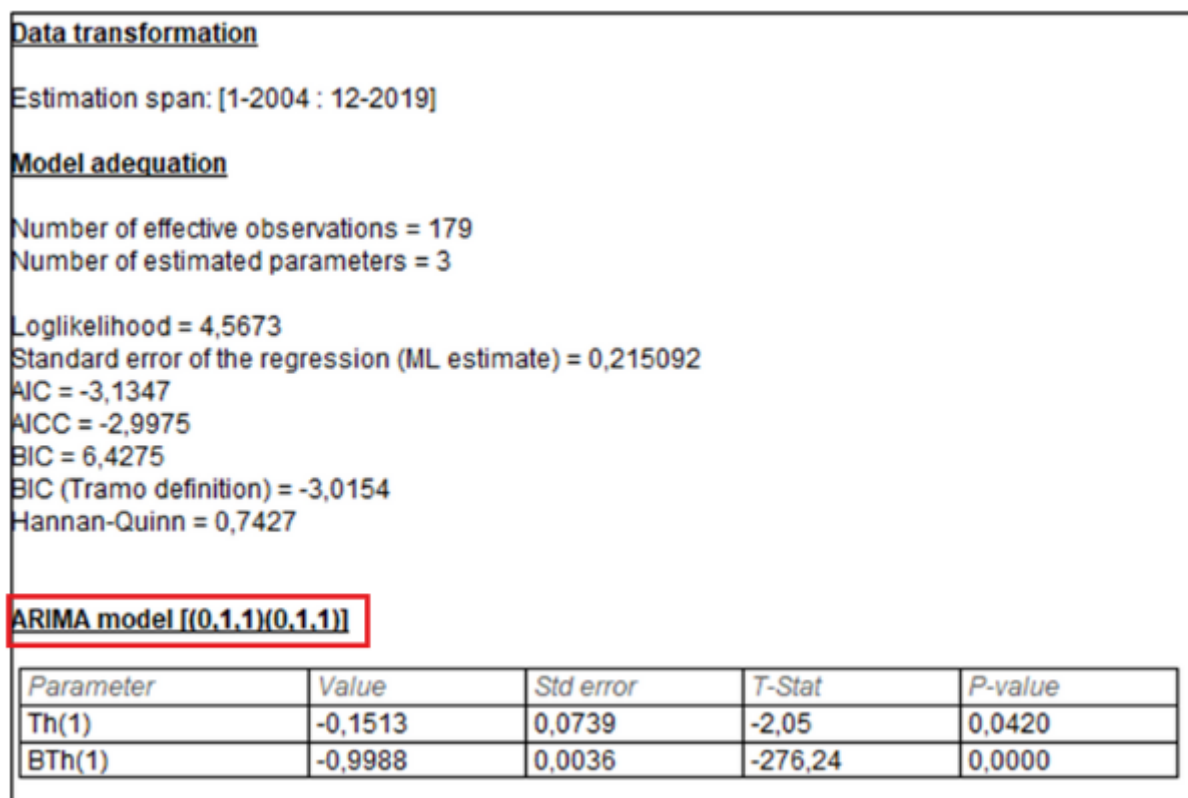 Data transformation
Estimation span: [1-2004 : 12-2019]
Model adequation
Number of effective observations = 179
Number of estimated parameters = 3
Loglikelihood = 4,5673
Standard error of the regression (ML estimate) = 0,215092
AIC = -3,1347
AICC = -2,9975
BIC = 6,4275
BIC (Tramo definition) = -3,0154
Hannan-Quinn = 0,7427
ARIMA model [(0,1,1)(0,1,1)]
Parameter Value Std error T-Stat P-value
Th(1) -0,1513 0,0739 -2,05 0,0420
BTh(1) -0,9988 0,0036 -276,24 0,0000